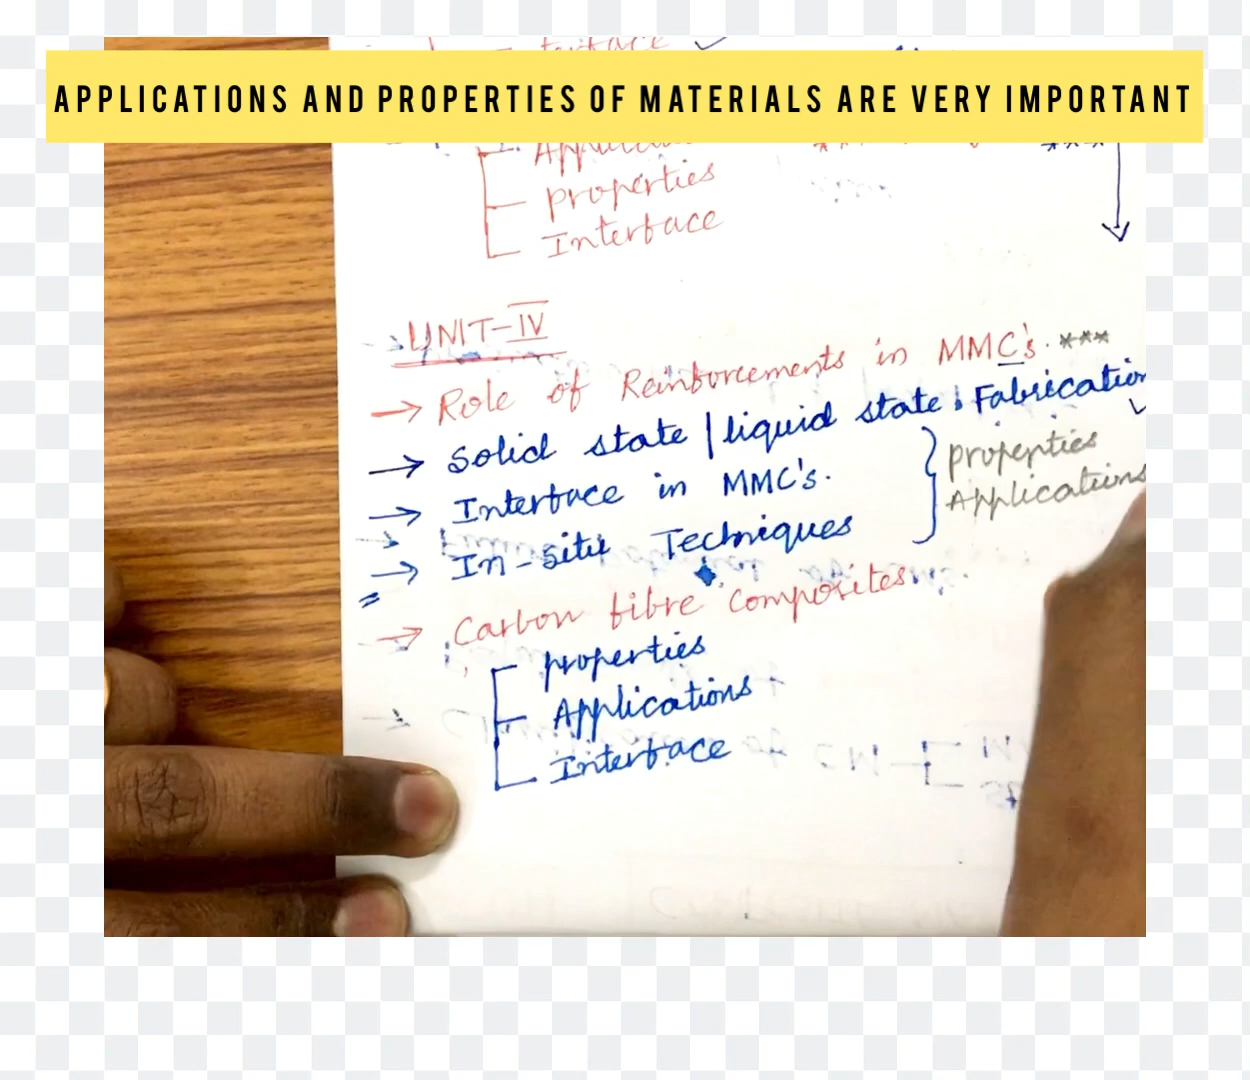 APPLICATIONS AND PROPERTIES OF MATERIALS ARE VERY IMPORTANT
properties
Interface
UNIT-IV
→ Role of Reinforcements in MMC's. ***
→ Solid state | liquid state : Fabrication
→ Interface in MMC's. } properties
Applications
→ In-situ Techniques
→ Carbon fibre composites
properties
Applications
Interface